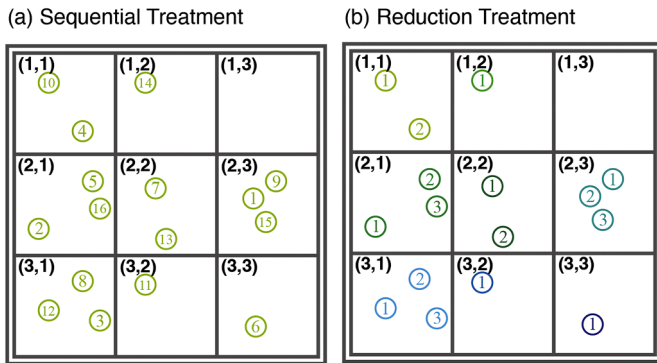 (a) Sequential Treatment
(1,1) (1,2) (1,3)
10 14
4
(2,1) (2,2) (2,3)
5 7 9
16 1
2 13 15
(3,1) (3,2) (3,3)
8 11
12 3 6
(b) Reduction Treatment
(1,1) (1,2) (1,3)
1 1
2
(2,1) (2,2) (2,3)
2 1 1
3 2
1 2 3
(3,1) (3,2) (3,3)
2 1
1 3 1